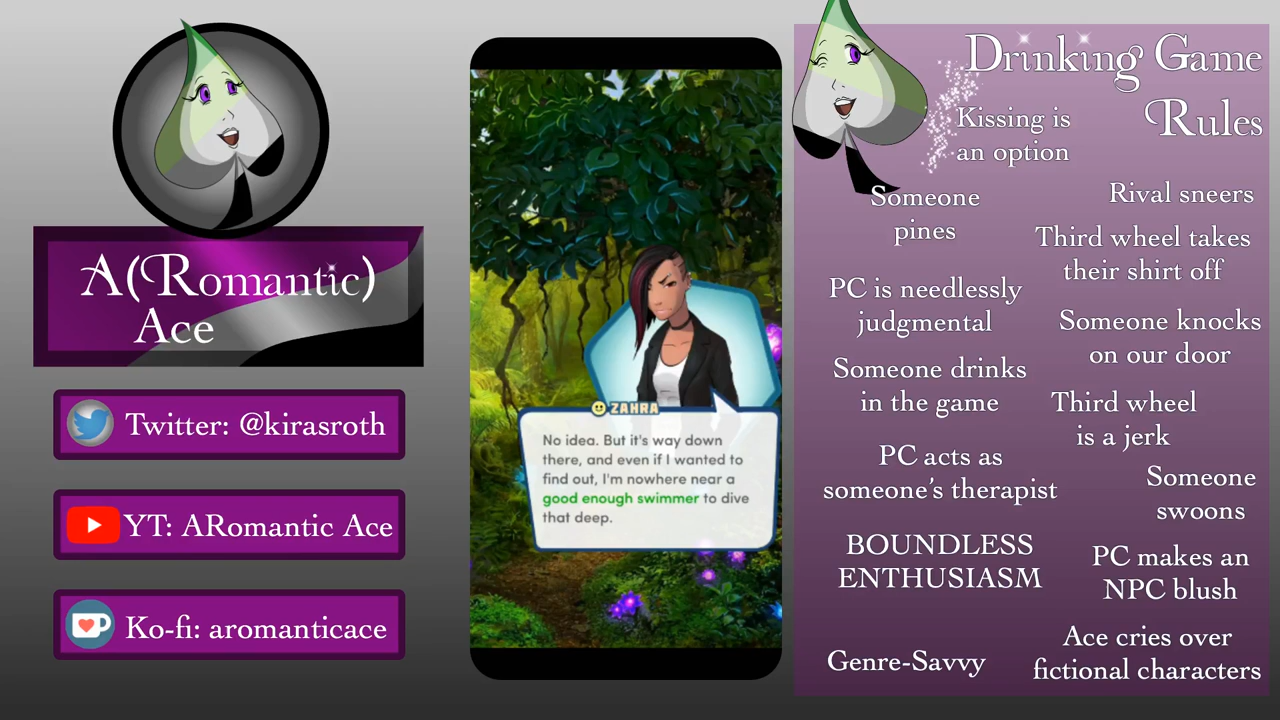 A(Romantic)
Ace
Twitter: @kirasroth
YT: ARomantic Ace
Ko-fi: aromanticace
ZAHRA
No idea. But it's way down
there, and even if I wanted to
find out, I'm nowhere near a
good enough swimmer to dive
that deep.
Drinking Game
Rules
Kissing is
an option
Someone
pines
Rival sneers
Third wheel takes
their shirt off
PC is needlessly
judgmental
Someone knocks
on our door
Someone drinks
in the game
Third wheel
is a jerk
PC acts as
someone's therapist
Someone
swoons
BOUNDLESS
ENTHUSIASM
PC makes an
NPC blush
Genre-Savvy
Ace cries over
fictional characters